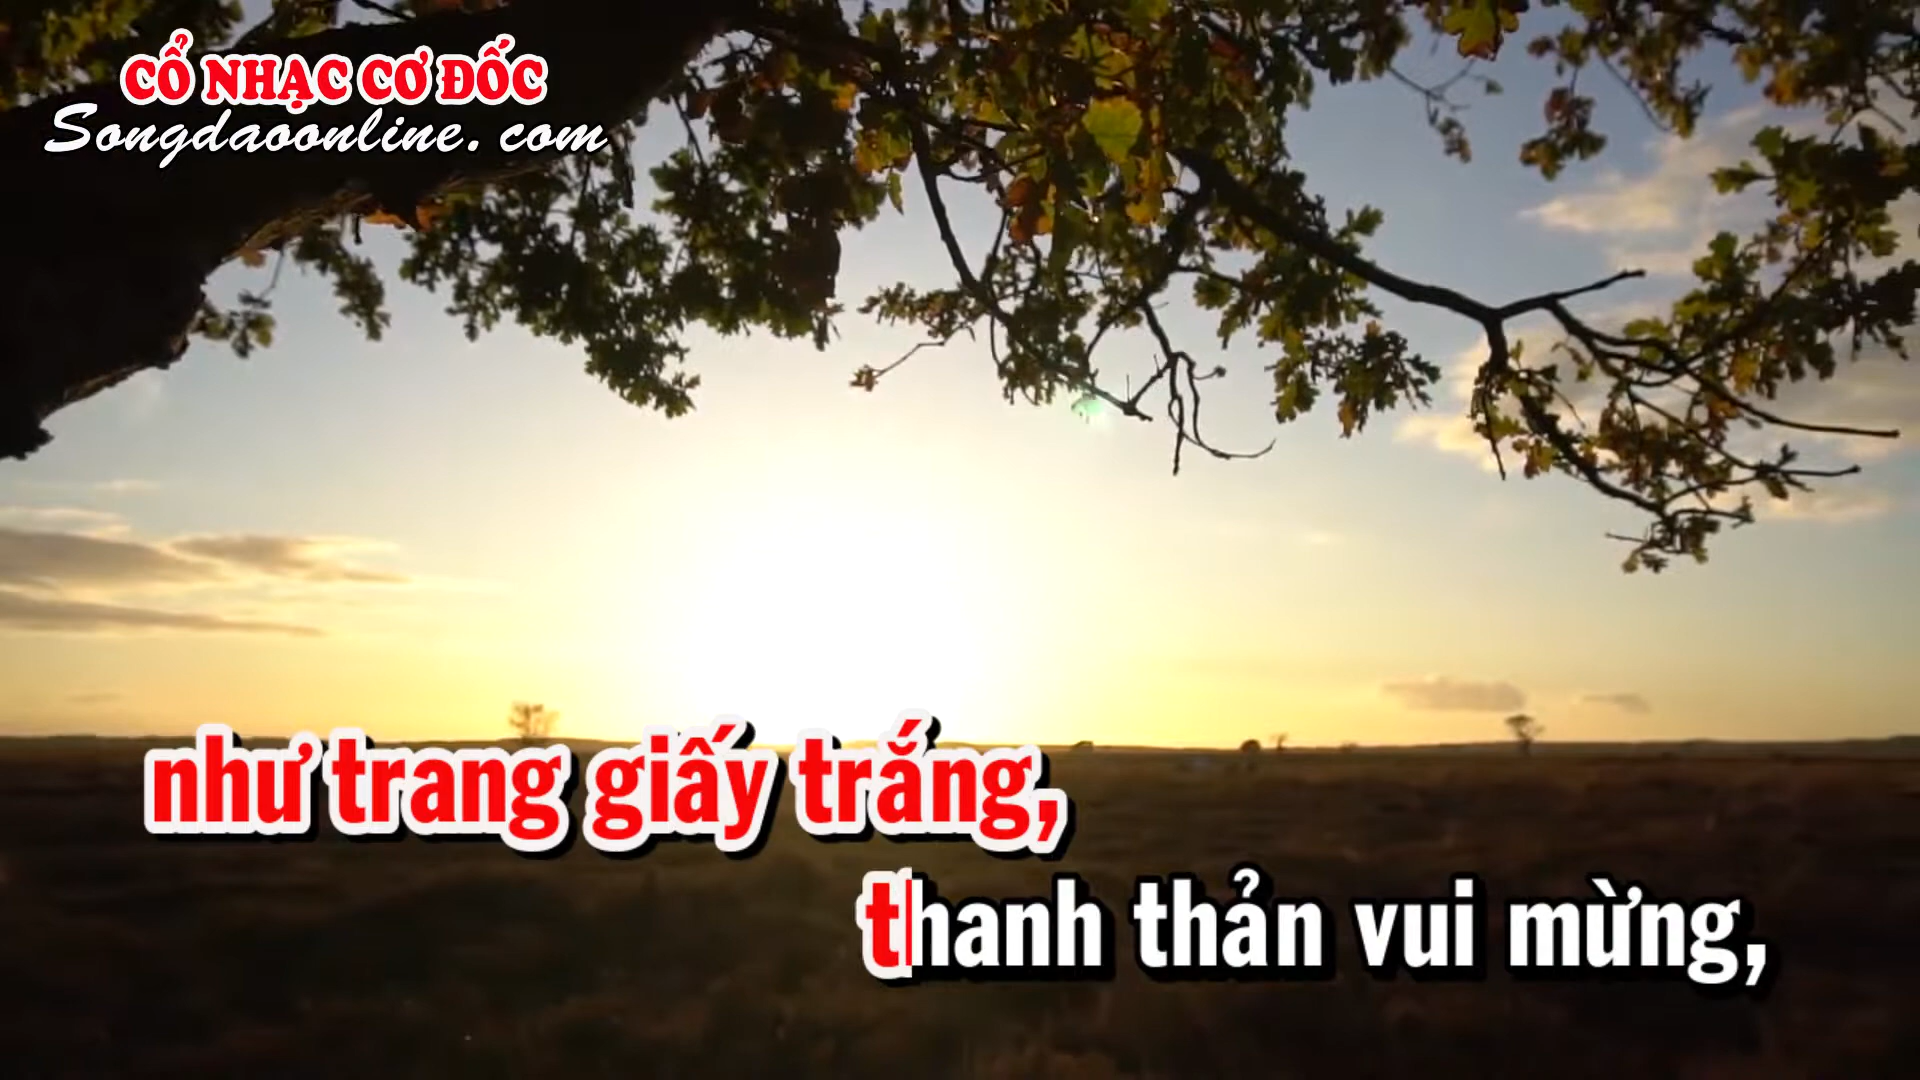 CỔ NHẠC CƠ ĐỐC
Songdaoonline.com
như trang giấy trắng,
thanh thản vui mừng,